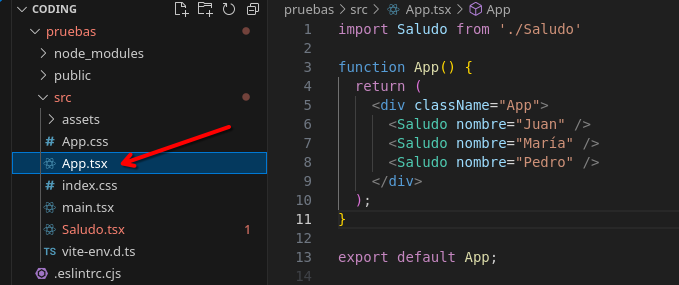 CODING
pruebas
node_modules
public
src
assets
# App.css
App.tsx
# index.css
main.tsx
Saludo.tsx 1
TS vite-env.d.ts
.eslintrc.cjs
pruebas > src > App.tsx > App
1 import Saludo from './Saludo'
2
3 function App() {
4 return (
5 <div className="App">
6 <Saludo nombre="Juan" />
7 <Saludo nombre="María" />
8 <Saludo nombre="Pedro" />
9 </div>
10 );
11 }
12
13 export default App;
14